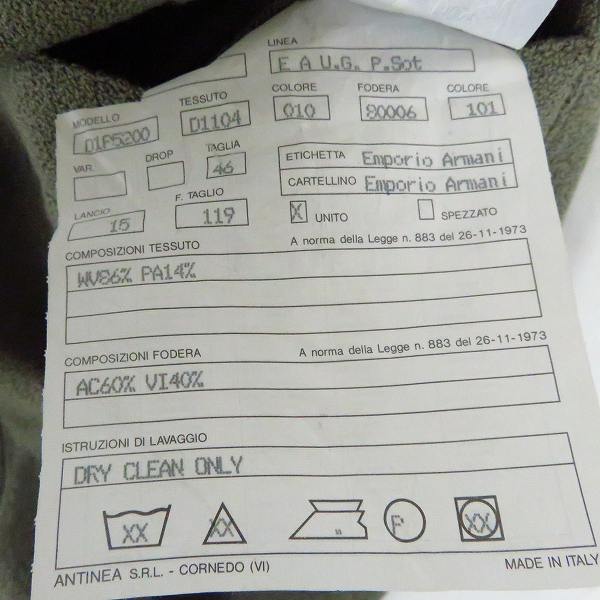 LINEA
E A U.G. P.Sot
MODELLO TESSUTO COLORE FODERA COLORE
D1P5200 D1104 010 80006 101
VAR. DROP TAGLIA
46
ETICHETTA Emporio Armani
CARTELLINO Emporio Armani
LANCIO F. TAGLIO
15 119
X UNITO SPEZZATO
COMPOSIZIONI TESSUTO A norma della Legge n. 883 del 26-11-1973
WV86% PA14%
COMPOSIZIONI FODERA A norma della Legge n. 883 del 26-11-1973
AC60% VI40%
ISTRUZIONI DI LAVAGGIO
DRY CLEAN ONLY
XX XX P XX
ANTINEA S.R.L. - CORNEDO (VI) MADE IN ITALY